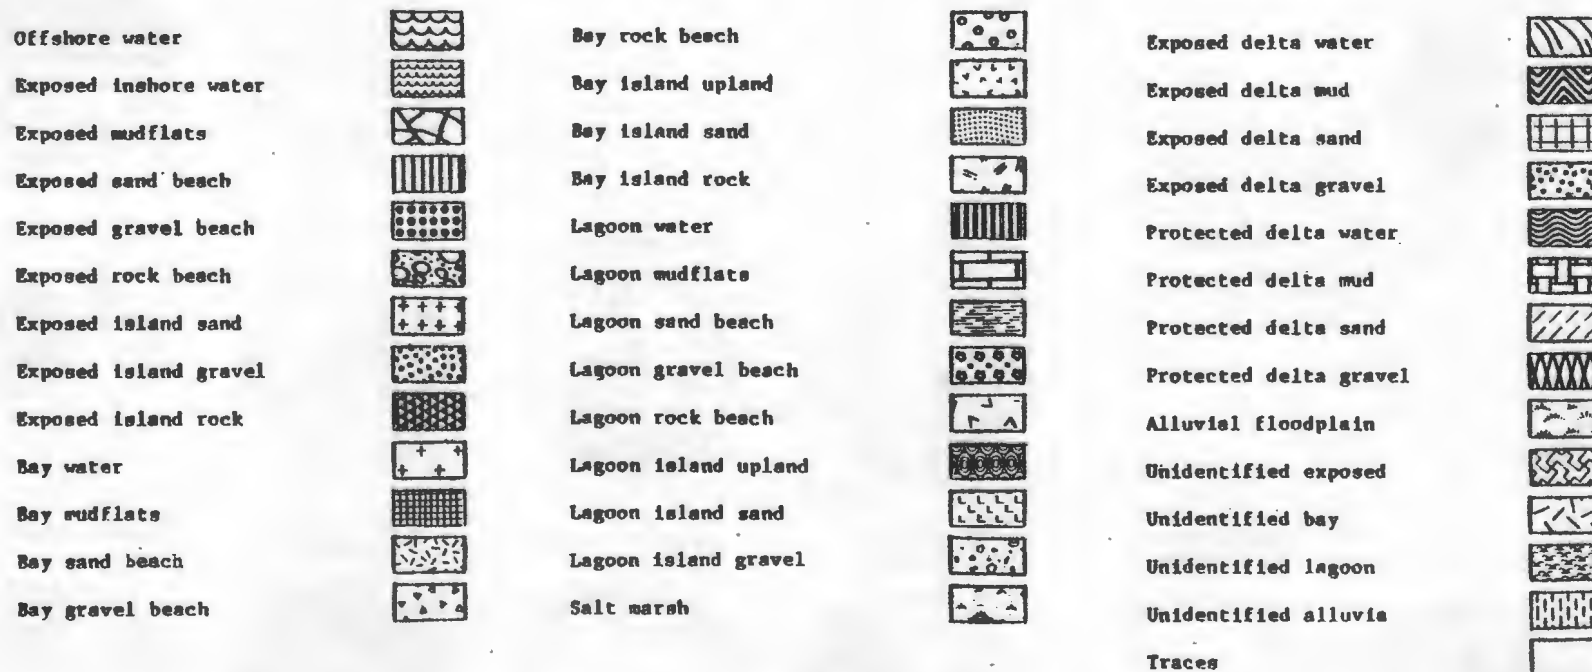 Offshore water
Exposed inshore water
Exposed mudflats
Exposed sand beach
Exposed gravel beach
Exposed rock beach
Exposed island sand
Exposed island gravel
Exposed island rock
Bay water
Bay mudflats
Bay sand beach
Bay gravel beach
Bay rock beach
Bay island upland
Bay island sand
Bay island rock
Lagoon water
Lagoon mudflats
Lagoon sand beach
Lagoon gravel beach
Lagoon rock beach
Lagoon island upland
Lagoon island sand
Lagoon island gravel
Salt marsh
Exposed delta water
Exposed delta mud
Exposed delta sand
Exposed delta gravel
Protected delta water
Protected delta mud
Protected delta sand
Protected delta gravel
Alluvial floodplain
Unidentified exposed
Unidentified bay
Unidentified lagoon
Unidentified alluvia
Traces